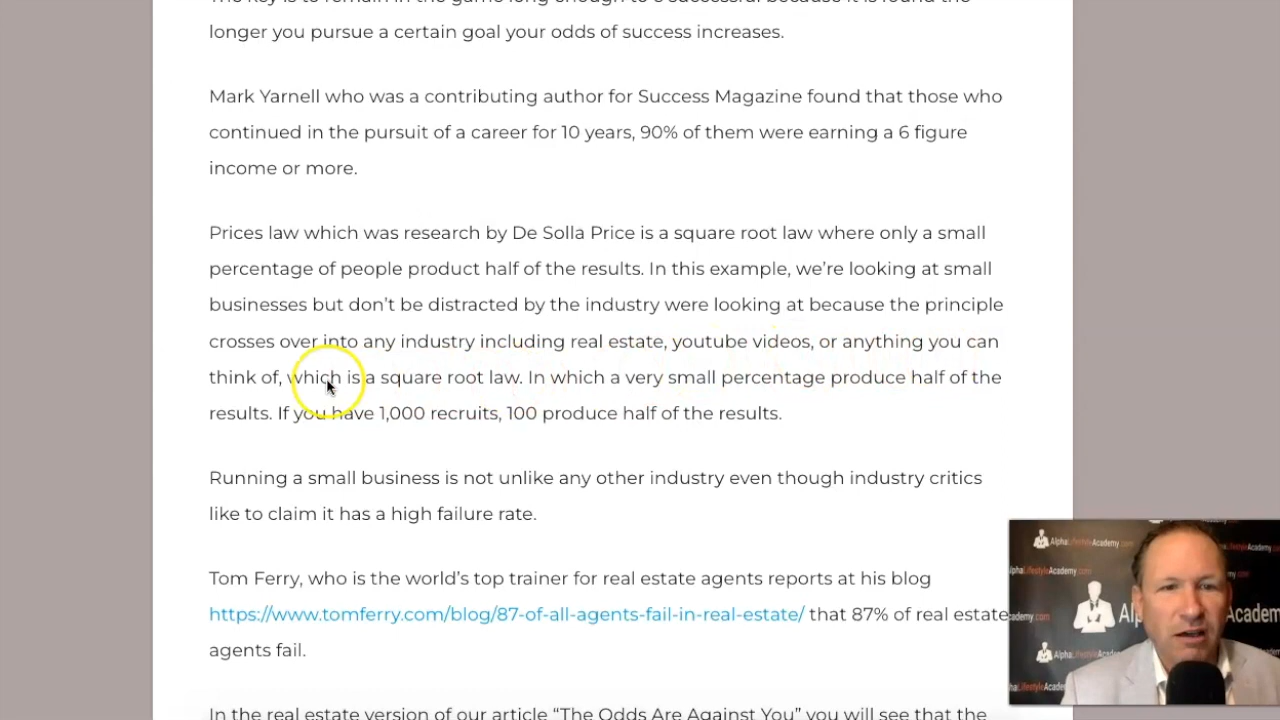 longer you pursue a certain goal your odds of success increases.
Mark Yarnell who was a contributing author for Success Magazine found that those who
continued in the pursuit of a career for 10 years, 90% of them were earning a 6 figure
income or more.
Prices law which was research by De Solla Price is a square root law where only a small
percentage of people product half of the results. In this example, we’re looking at small
businesses but don’t be distracted by the industry were looking at because the principle
crosses over into any industry including real estate, youtube videos, or anything you can
think of, which is a square root law. In which a very small percentage produce half of the
results. If you have 1,000 recruits, 100 produce half of the results.
Running a small business is not unlike any other industry even though industry critics
like to claim it has a high failure rate.
Tom Ferry, who is the world’s top trainer for real estate agents reports at his blog
https://www.tomferry.com/blog/87-of-all-agents-fail-in-real-estate/ that 87% of real estate
agents fail.
In the real estate version of our article “The Odds Are Against You” you will see that the
AlphaLifestyleAcademy.com